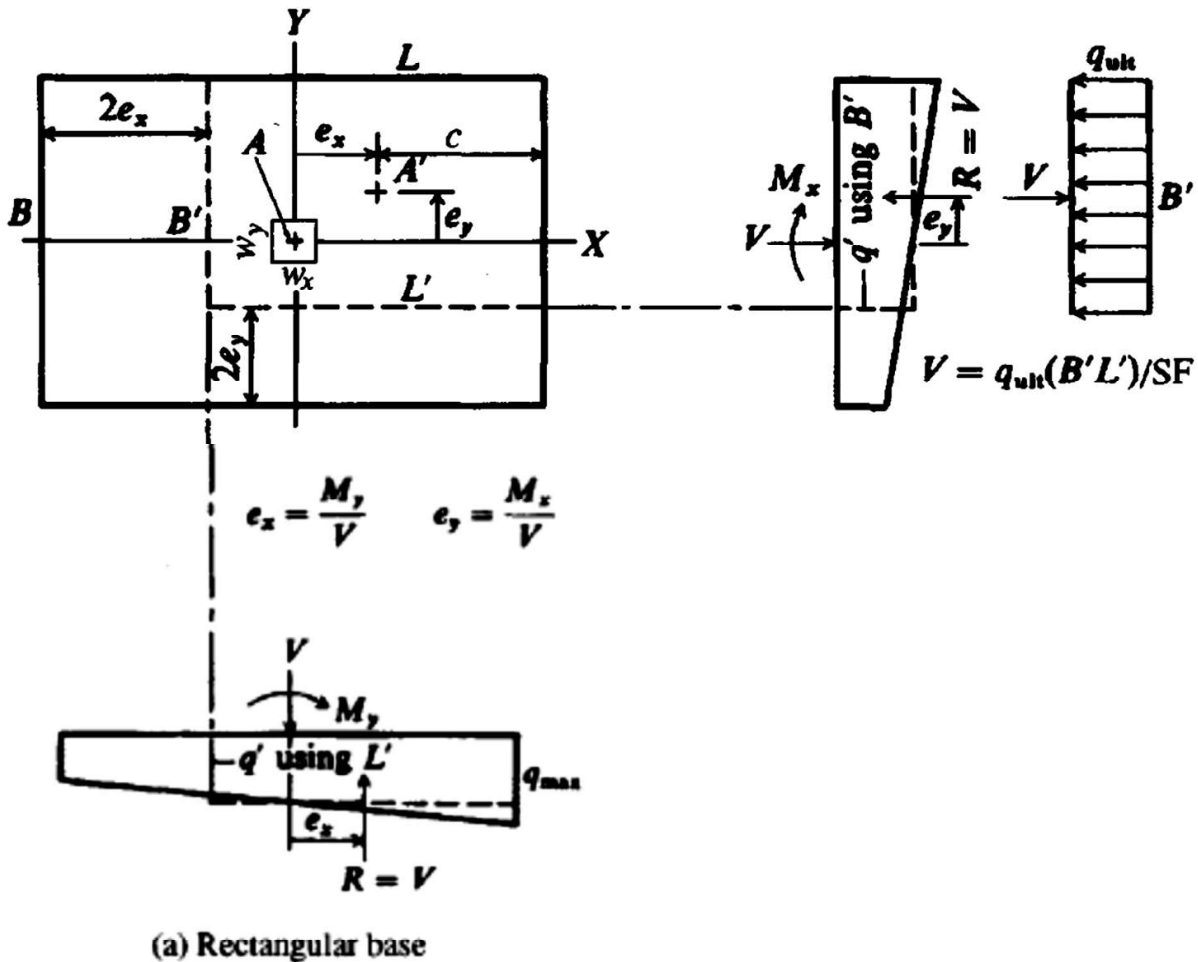 Y
L
q_ult
2e_x
e_x
c
A
A'
e_y
B
B'
w_y
w_x
X
L'
2e_y
M_x
V
q' using B'
R = V
e_y
V
B'
V = q_ult(B'L')/SF
e_x = M_y/V
e_y = M_x/V
V
M_y
q' using L'
q_max
e_x
R = V
(a) Rectangular base